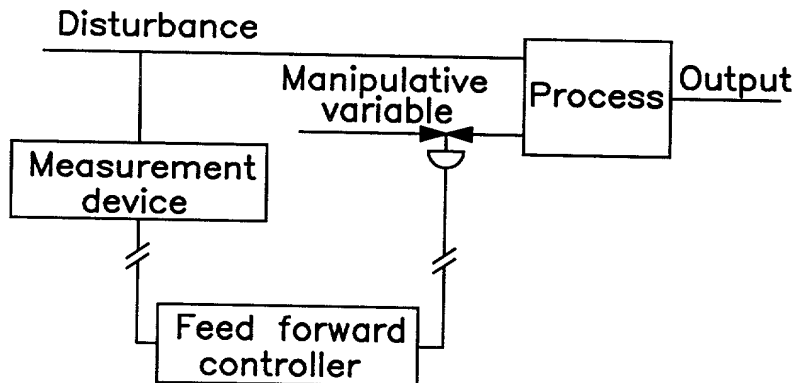 Disturbance
Manipulative
variable
Process
Output
Measurement
device
Feed forward
controller